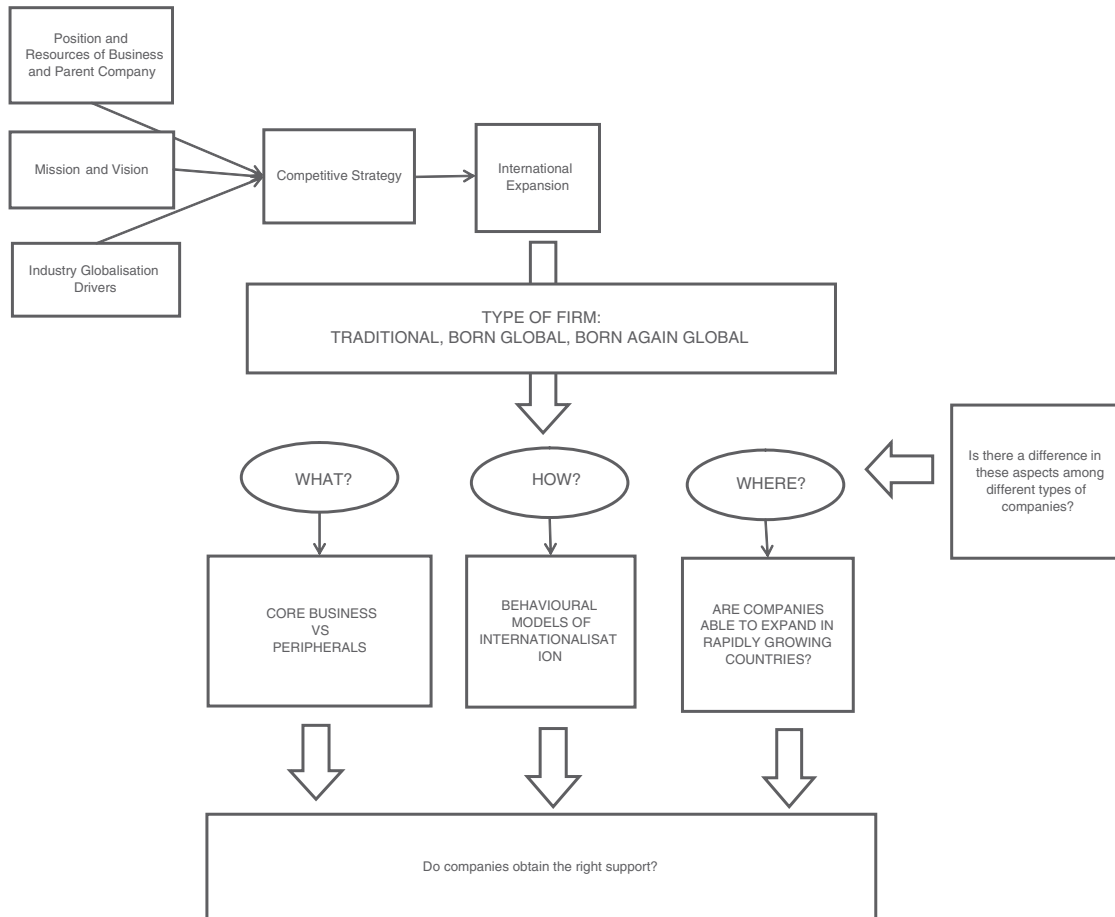 Position and
Resources of Business
and Parent Company
Mission and Vision
Industry Globalisation
Drivers
Competitive Strategy
International
Expansion
TYPE OF FIRM:
TRADITIONAL, BORN GLOBAL, BORN AGAIN GLOBAL
WHAT?
HOW?
WHERE?
Is there a difference in
these aspects among
different types of
companies?
CORE BUSINESS
VS
PERIPHERALS
BEHAVIOURAL
MODELS OF
INTERNATIONALISAT
ION
ARE COMPANIES
ABLE TO EXPAND IN
RAPIDLY GROWING
COUNTRIES?
Do companies obtain the right support?